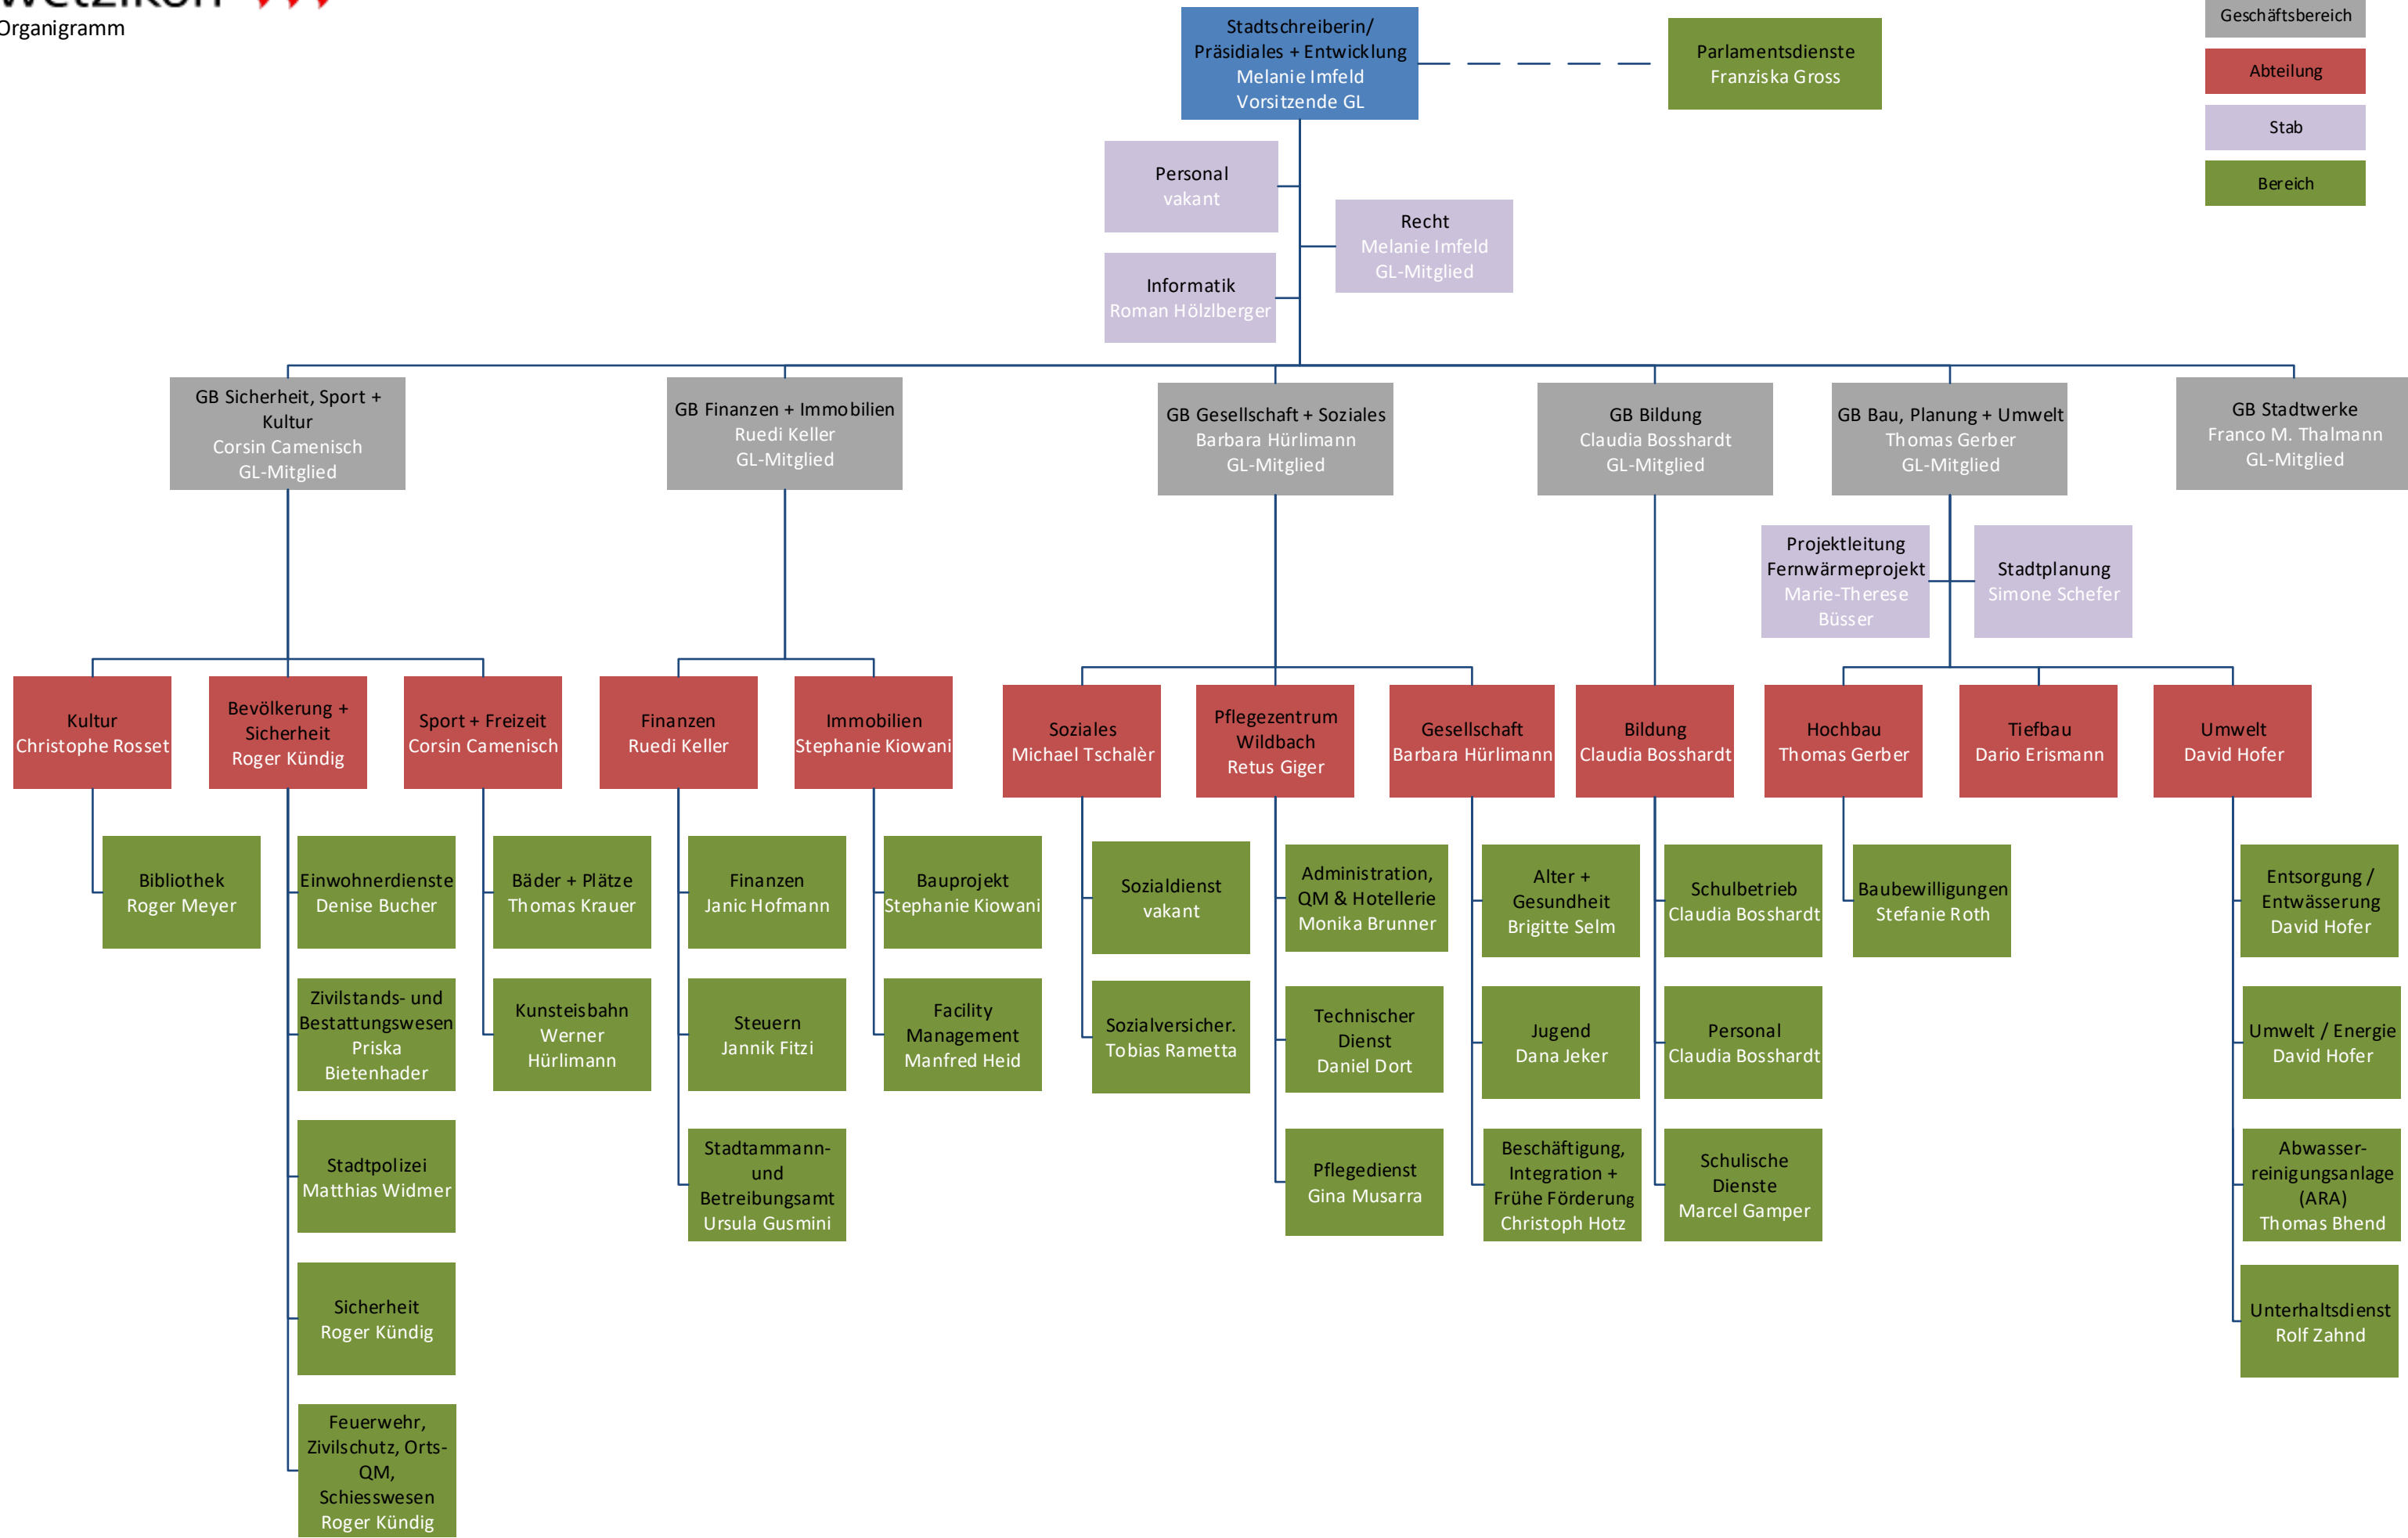 wetzikon
Organigramm
Stadtschreiberin/
Präsidiales + Entwicklung
Melanie Imfeld
Vorsitzende GL
Parlamentsdienste
Franziska Gross
Geschäftsbereich
Abteilung
Stab
Bereich
Personal
vakant
Recht
Melanie Imfeld
GL-Mitglied
Informatik
Roman Hölzlberger
GB Sicherheit, Sport +
Kultur
Corsin Camenisch
GL-Mitglied
GB Finanzen + Immobilien
Ruedi Keller
GL-Mitglied
GB Gesellschaft + Soziales
Barbara Hürlimann
GL-Mitglied
GB Bildung
Claudia Bosshardt
GL-Mitglied
GB Bau, Planung + Umwelt
Thomas Gerber
GL-Mitglied
GB Stadtwerke
Franco M. Thalmann
GL-Mitglied
Projektleitung
Fernwärmeprojekt
Marie-Therese
Büsser
Stadtplanung
Simone Schefer
Kultur
Christophe Rosset
Bevölkerung +
Sicherheit
Roger Kündig
Sport + Freizeit
Corsin Camenisch
Finanzen
Ruedi Keller
Immobilien
Stephanie Kiowani
Soziales
Michael Tschalèr
Pflegezentrum
Wildbach
Retus Giger
Gesellschaft
Barbara Hürlimann
Bildung
Claudia Bosshardt
Hochbau
Thomas Gerber
Tiefbau
Dario Erismann
Umwelt
David Hofer
Bibliothek
Roger Meyer
Einwohnerdienste
Denise Bucher
Bäder + Plätze
Thomas Krauer
Finanzen
Janic Hofmann
Bauprojekt
Stephanie Kiowani
Sozialdienst
vakant
Administration,
QM & Hotellerie
Monika Brunner
Alter +
Gesundheit
Brigitte Selm
Schulbetrieb
Claudia Bosshardt
Baubewilligungen
Stefanie Roth
Entsorgung /
Entwässerung
David Hofer
Zivilstands- und
Bestattungswesen
Priska
Bietenhader
Kunsteisbahn
Werner
Hürlimann
Steuern
Jannik Fitzi
Facility
Management
Manfred Heid
Sozialversicher.
Tobias Rametta
Technischer
Dienst
Daniel Dort
Jugend
Dana Jeker
Personal
Claudia Bosshardt
Umwelt / Energie
David Hofer
Stadtpolizei
Matthias Widmer
Stadtammann-
und
Betreibungsamt
Ursula Gusmini
Pflegedienst
Gina Musarra
Beschäftigung,
Integration +
Frühe Förderung
Christoph Hotz
Schulische
Dienste
Marcel Gamper
Abwasser-
reinigungsanlage
(ARA)
Thomas Bhend
Sicherheit
Roger Kündig
Unterhaltsdienst
Rolf Zahnd
Feuerwehr,
Zivilschutz, Orts-
QM,
Schiesswesen
Roger Kündig